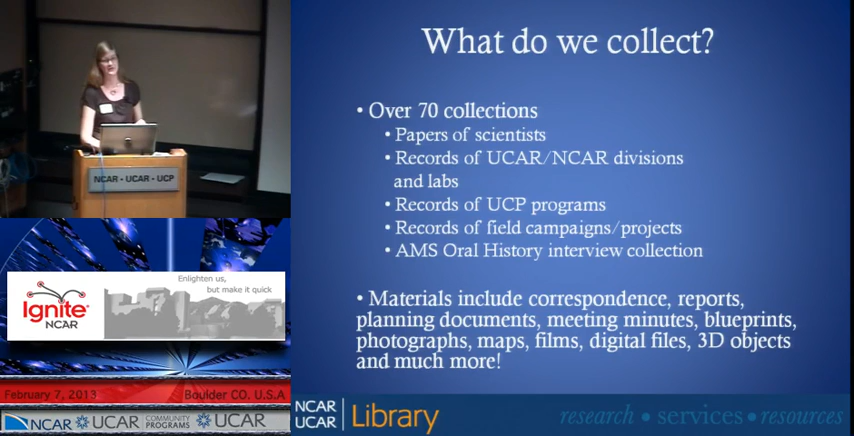 What do we collect?
• Over 70 collections
• Papers of scientists
• Records of UCAR/NCAR divisions
and labs
• Records of UCP programs
• Records of field campaigns/projects
• AMS Oral History interview collection
• Materials include correspondence, reports,
planning documents, meeting minutes, blueprints,
photographs, maps, films, digital files, 3D objects
and much more!
NCAR
UCAR
Library
research • services • resources
NCAR - UCAR - UCP
Enlighten us,
but make it quick
Ignite
NCAR
February 7, 2013
Boulder CO. U.S.A
NCAR
UCAR
COMMUNITY
PROGRAMS
UCAR